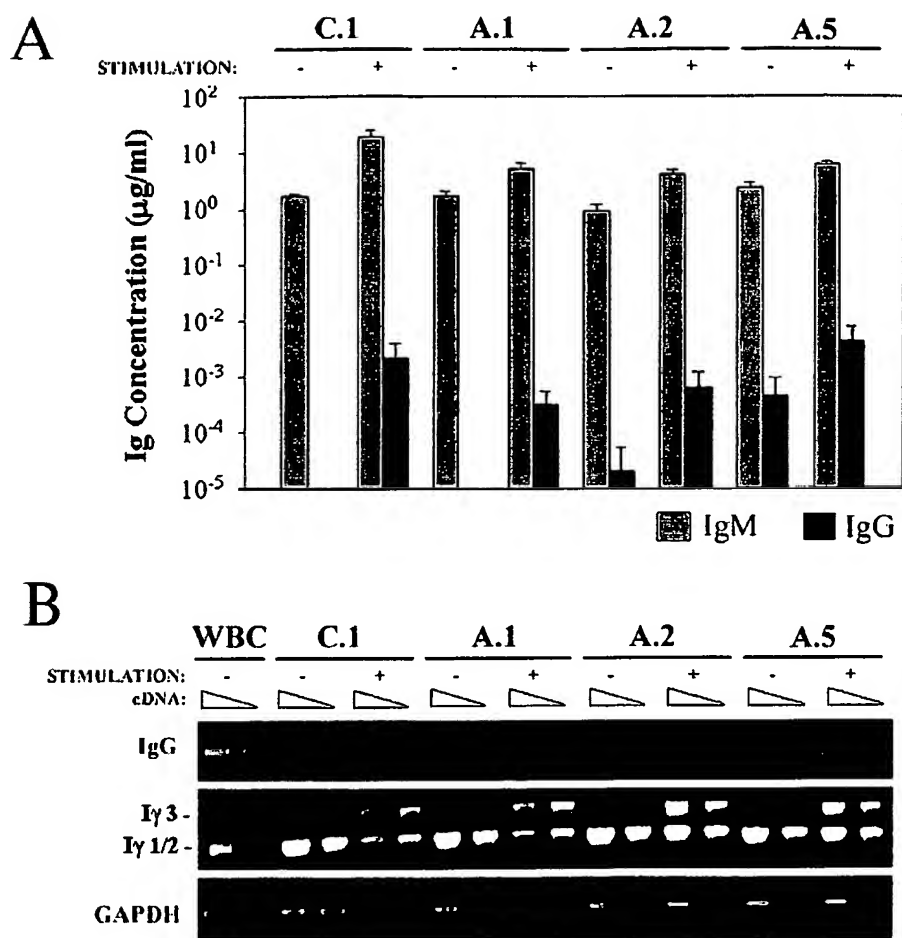 A
C.1 A.1 A.2 A.5
STIMULATION: - + - + - + - +
10²
10¹
10⁰
10⁻¹
10⁻²
10⁻³
10⁻⁴
10⁻⁵
Ig Concentration (µg/ml)
IgM IgG
B
WBC C.1 A.1 A.2 A.5
STIMULATION: - - + - + - + - +
cDNA:
IgG
Iγ 3 -
Iγ 1/2 -
GAPDH